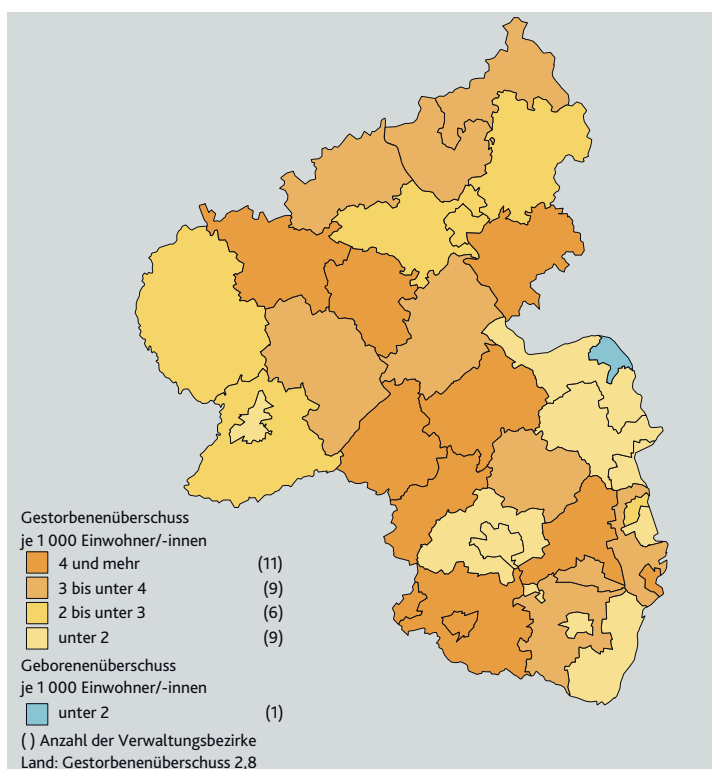 Gestorbenenüberschuss
je 1 000 Einwohner/-innen
4 und mehr (11)
3 bis unter 4 (9)
2 bis unter 3 (6)
unter 2 (9)
Geborenenüberschuss
je 1 000 Einwohner/-innen
unter 2 (1)
( ) Anzahl der Verwaltungsbezirke
Land: Gestorbenenüberschuss 2,8